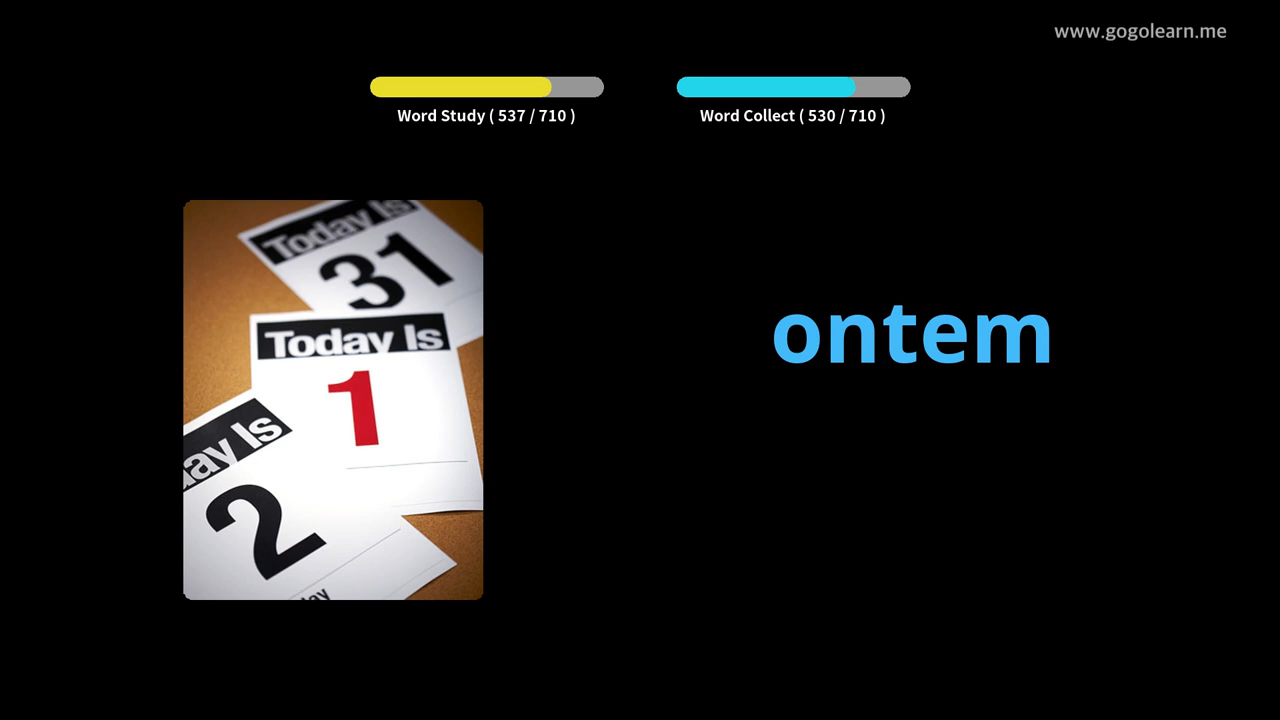 www.gogolearn.me
Word Study ( 537 / 710 )
Word Collect ( 530 / 710 )
Today Is
31
Today Is
1
ay Is
2
ay
ontem